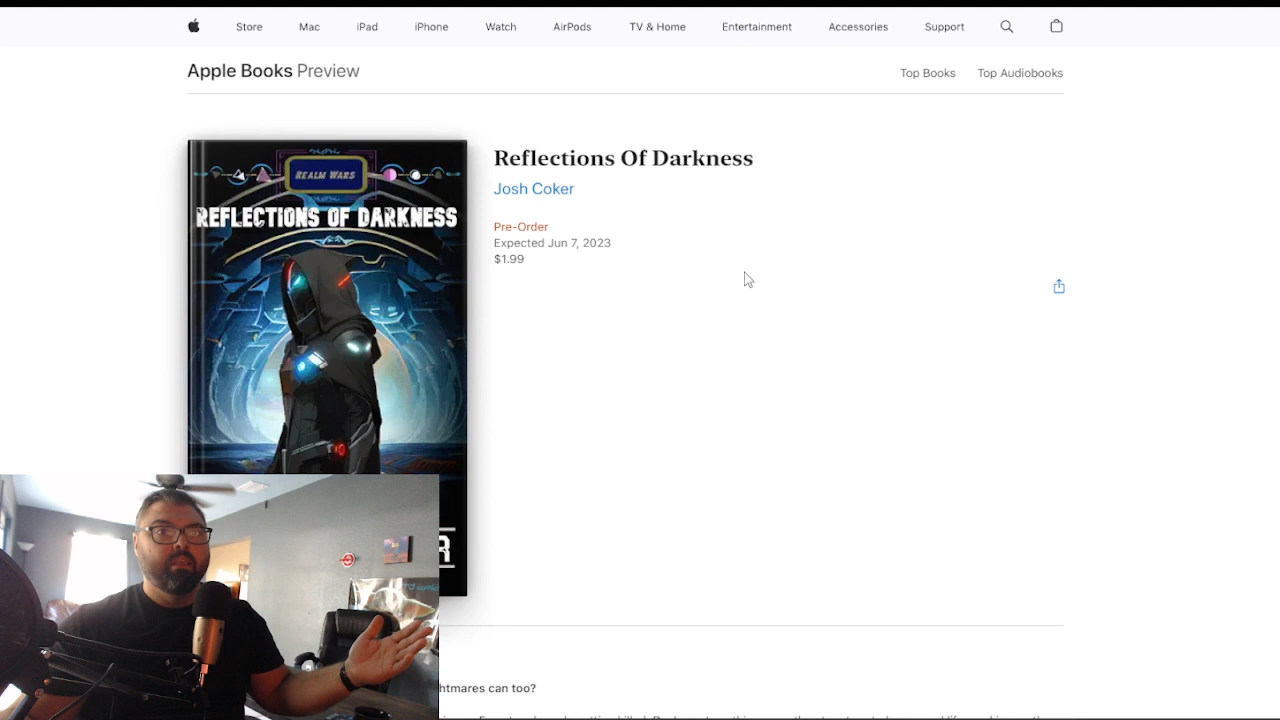 Store Mac iPad iPhone Watch AirPods TV & Home Entertainment Accessories Support
Apple Books Preview
Top Books Top Audiobooks
REALM WARS
REFLECTIONS OF DARKNESS
Reflections Of Darkness
Josh Coker
Pre-Order
Expected Jun 7, 2023
$1.99
R
htmares can too?